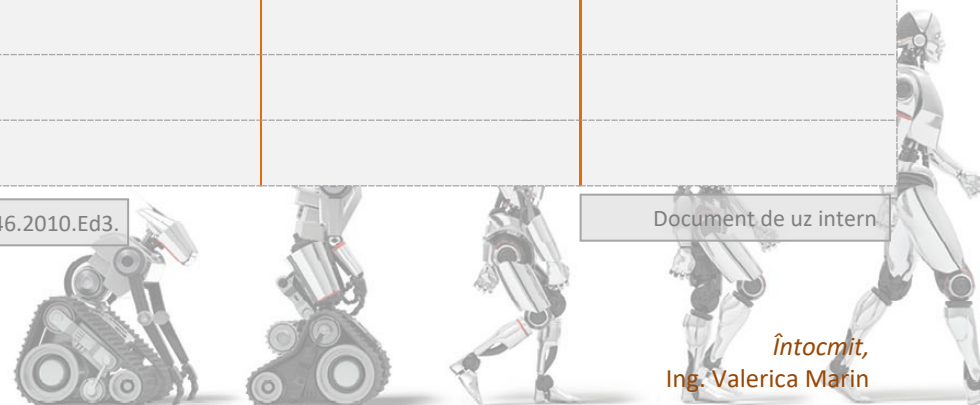 46.2010.Ed3.
Document de uz intern
Întocmit,
Ing. Valerica Marin